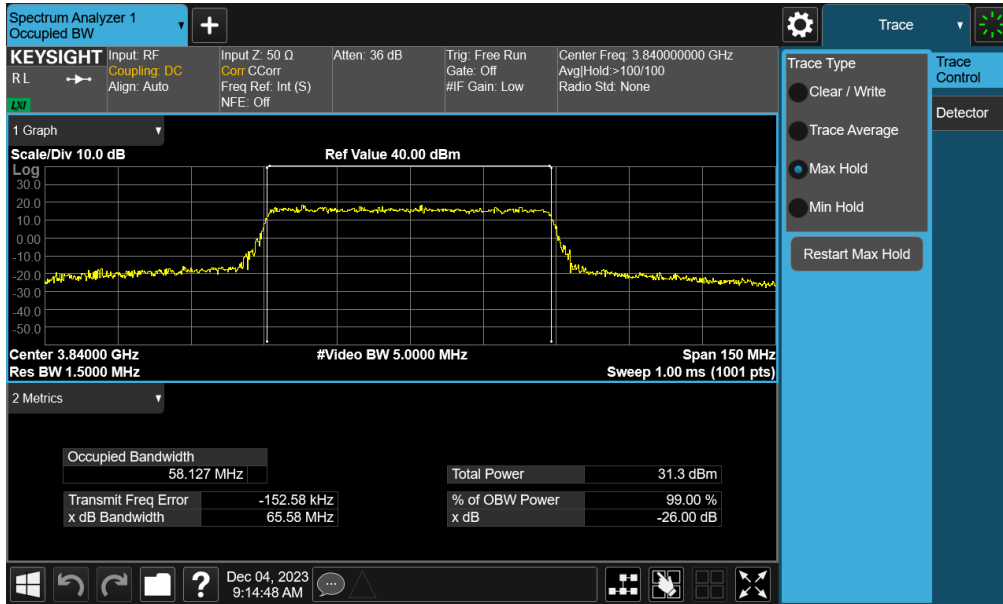 Spectrum Analyzer 1
Occupied BW
+
Trace
KEYSIGHT
R L
LXI
Input: RF
Coupling: DC
Align: Auto
Input Z: 50 Ω
Corr CCorr
Freq Ref: Int (S)
NFE: Off
Atten: 36 dB
Trig: Free Run
Gate: Off
#IF Gain: Low
Center Freq: 3.840000000 GHz
Avg|Hold:>100/100
Radio Std: None
Trace Type
Clear / Write
Trace Average
Max Hold
Min Hold
Restart Max Hold
Trace
Control
Detector
1 Graph
Scale/Div 10.0 dB
Ref Value 40.00 dBm
Log
30.0
20.0
10.0
0.00
-10.0
-20.0
-30.0
-40.0
-50.0
Center 3.84000 GHz
#Video BW 5.0000 MHz
Span 150 MHz
Res BW 1.5000 MHz
Sweep 1.00 ms (1001 pts)
2 Metrics
Occupied Bandwidth
58.127 MHz
Total Power 31.3 dBm
Transmit Freq Error -152.58 kHz
% of OBW Power 99.00 %
x dB Bandwidth 65.58 MHz
x dB -26.00 dB
?
Dec 04, 2023
9:14:48 AM